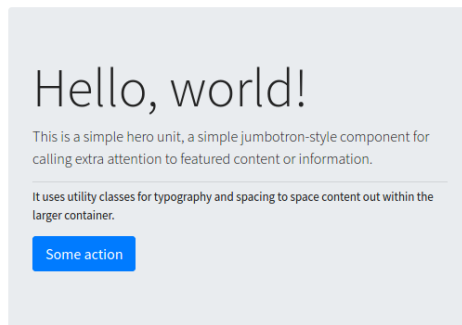 Hello, world!
This is a simple hero unit, a simple jumbotron-style component for
calling extra attention to featured content or information.
It uses utility classes for typography and spacing to space content out within the
larger container.
Some action